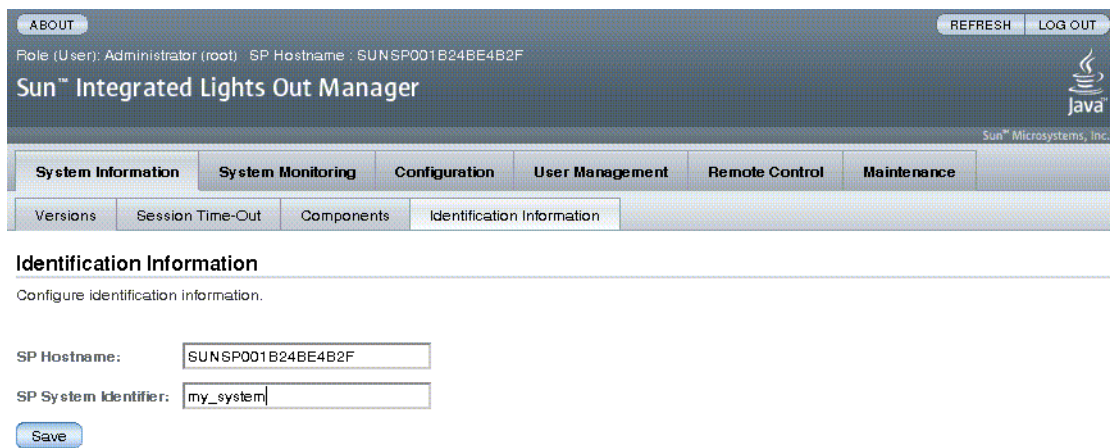 ABOUT REFRESH LOG OUT
Role (User): Administrator (root) SP Hostname : SUNSP001B24BE4B2F
Sun™ Integrated Lights Out Manager
Java™
Sun™ Microsystems, Inc.
System Information System Monitoring Configuration User Management Remote Control Maintenance
Versions Session Time-Out Components Identification Information
Identification Information
Configure identification information.
SP Hostname: SUNSP001B24BE4B2F
SP System Identifier: my_system
Save